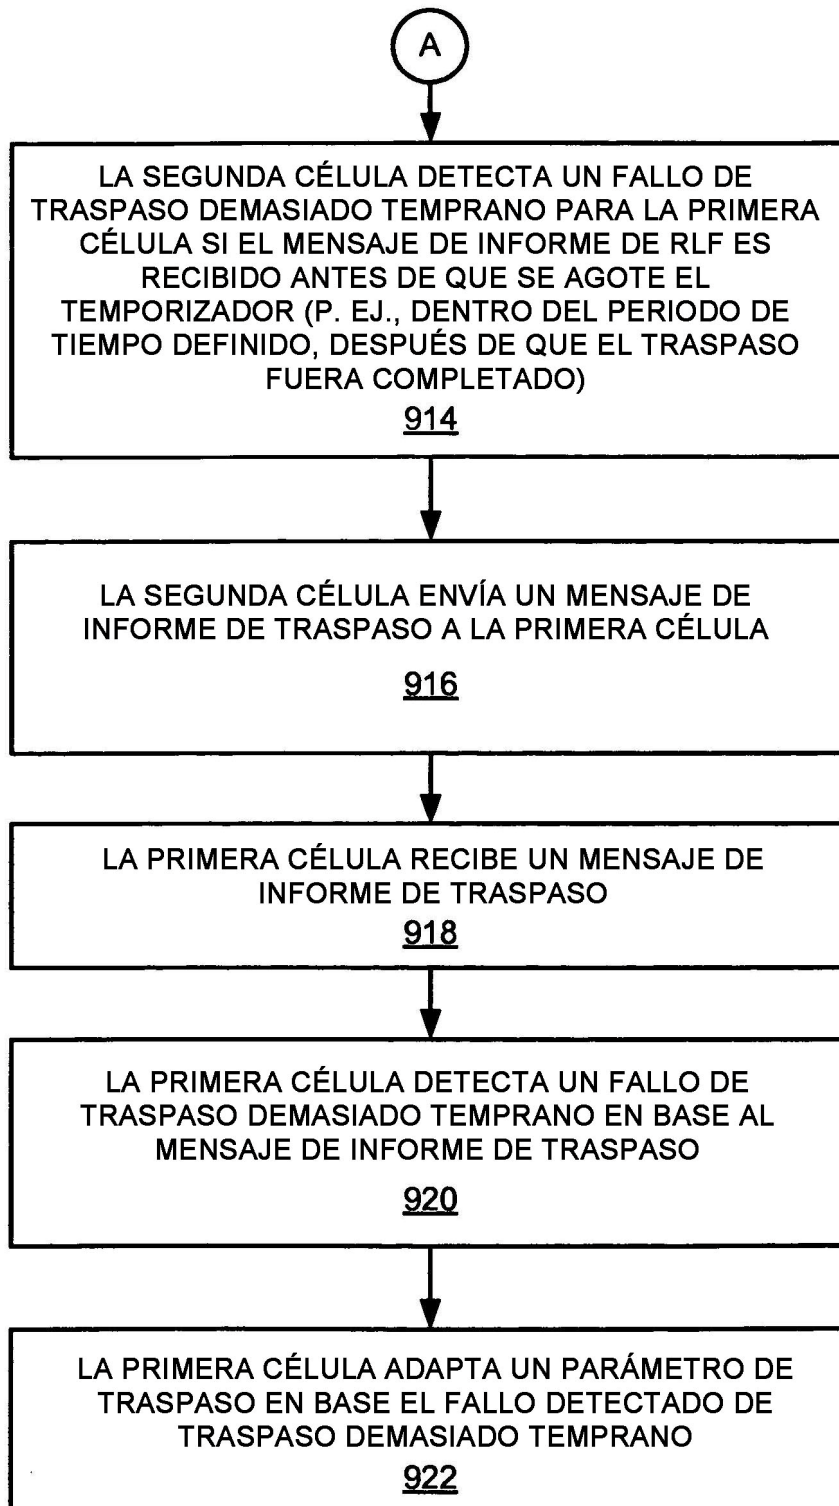 A
LA SEGUNDA CÉLULA DETECTA UN FALLO DE
TRASPASO DEMASIADO TEMPRANO PARA LA PRIMERA
CÉLULA SI EL MENSAJE DE INFORME DE RLF ES
RECIBIDO ANTES DE QUE SE AGOTE EL
TEMPORIZADOR (P. EJ., DENTRO DEL PERIODO DE
TIEMPO DEFINIDO, DESPUÉS DE QUE EL TRASPASO
FUERA COMPLETADO)
914
LA SEGUNDA CÉLULA ENVÍA UN MENSAJE DE
INFORME DE TRASPASO A LA PRIMERA CÉLULA
916
LA PRIMERA CÉLULA RECIBE UN MENSAJE DE
INFORME DE TRASPASO
918
LA PRIMERA CÉLULA DETECTA UN FALLO DE
TRASPASO DEMASIADO TEMPRANO EN BASE AL
MENSAJE DE INFORME DE TRASPASO
920
LA PRIMERA CÉLULA ADAPTA UN PARÁMETRO DE
TRASPASO EN BASE EL FALLO DETECTADO DE
TRASPASO DEMASIADO TEMPRANO
922